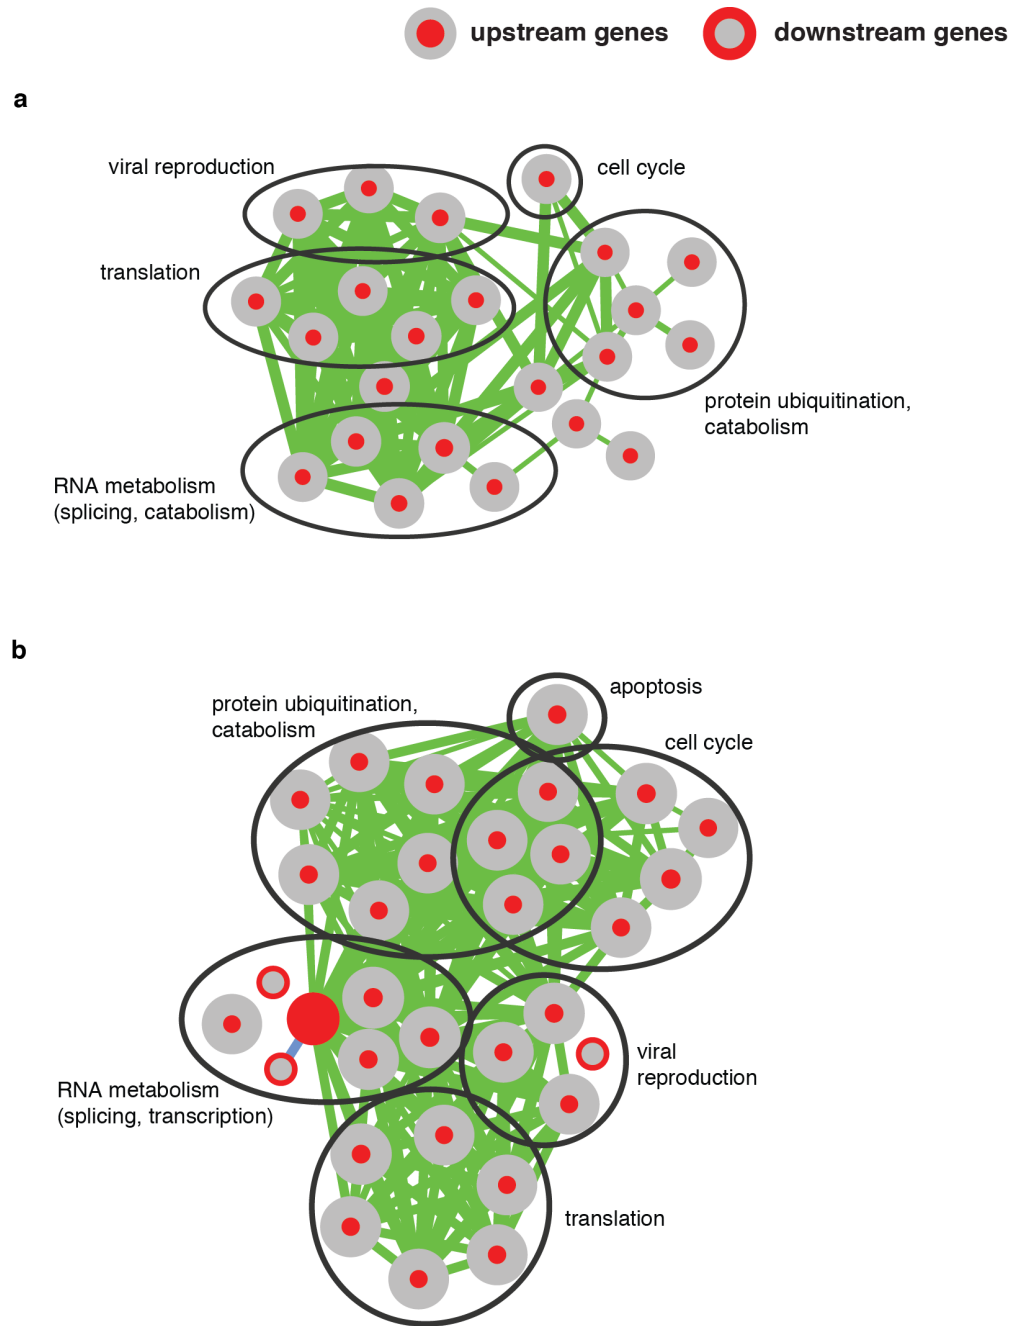 upstream genes
downstream genes
a
viral reproduction
cell cycle
translation
protein ubiquitination,
catabolism
RNA metabolism
(splicing, catabolism)
b
apoptosis
protein ubiquitination,
catabolism
cell cycle
viral
reproduction
RNA metabolism
(splicing, transcription)
translation